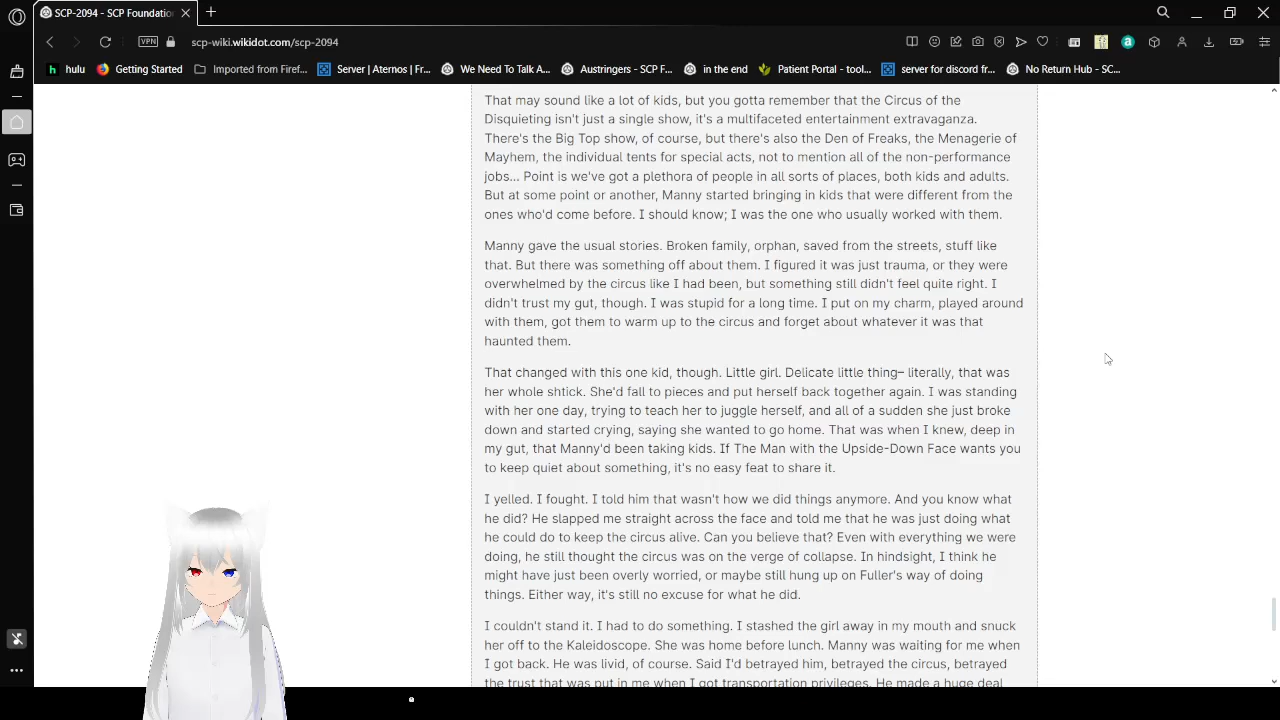 SCP-2094 - SCP Foundatio
scp-wiki.wikidot.com/scp-2094
VPN
hulu
Getting Started
Imported from Firef...
Server | Aternos | Fr...
We Need To Talk A...
Austringers - SCP F...
in the end
Patient Portal - tool...
server for discord fr...
No Return Hub - SC...
That may sound like a lot of kids, but you gotta remember that the Circus of the
Disquieting isn't just a single show, it's a multifaceted entertainment extravaganza.
There's the Big Top show, of course, but there's also the Den of Freaks, the Menagerie of
Mayhem, the individual tents for special acts, not to mention all of the non-performance
jobs... Point is we've got a plethora of people in all sorts of places, both kids and adults.
But at some point or another, Manny started bringing in kids that were different from the
ones who'd come before. I should know; I was the one who usually worked with them.
Manny gave the usual stories. Broken family, orphan, saved from the streets, stuff like
that. But there was something off about them. I figured it was just trauma, or they were
overwhelmed by the circus like I had been, but something still didn't feel quite right. I
didn't trust my gut, though. I was stupid for a long time. I put on my charm, played around
with them, got them to warm up to the circus and forget about whatever it was that
haunted them.
That changed with this one kid, though. Little girl. Delicate little thing– literally, that was
her whole shtick. She'd fall to pieces and put herself back together again. I was standing
with her one day, trying to teach her to juggle herself, and all of a sudden she just broke
down and started crying, saying she wanted to go home. That was when I knew, deep in
my gut, that Manny'd been taking kids. If The Man with the Upside-Down Face wants you
to keep quiet about something, it's no easy feat to share it.
I yelled. I fought. I told him that wasn't how we did things anymore. And you know what
he did? He slapped me straight across the face and told me that he was just doing what
he could do to keep the circus alive. Can you believe that? Even with everything we were
doing, he still thought the circus was on the verge of collapse. In hindsight, I think he
might have just been overly worried, or maybe still hung up on Fuller's way of doing
things. Either way, it's still no excuse for what he did.
I couldn't stand it. I had to do something. I stashed the girl away in my mouth and snuck
her off to the Kaleidoscope. She was home before lunch. Manny was waiting for me when
I got back. He was livid, of course. Said I'd betrayed him, betrayed the circus, betrayed
the trust that was put in me when I got transportation privileges. He made a huge deal